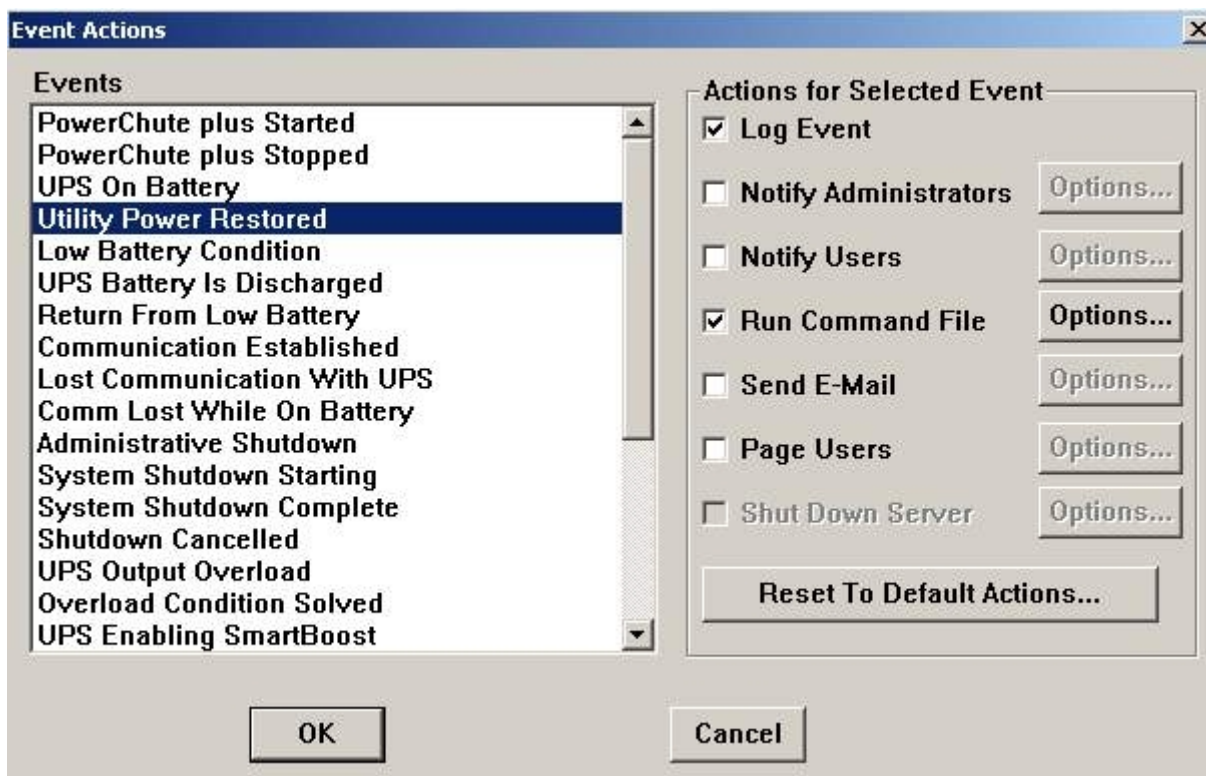 Event Actions
Events
PowerChute plus Started
PowerChute plus Stopped
UPS On Battery
Utility Power Restored
Low Battery Condition
UPS Battery Is Discharged
Return From Low Battery
Communication Established
Lost Communication With UPS
Comm Lost While On Battery
Administrative Shutdown
System Shutdown Starting
System Shutdown Complete
Shutdown Cancelled
UPS Output Overload
Overload Condition Solved
UPS Enabling SmartBoost
Actions for Selected Event
Log Event
Notify Administrators Options...
Notify Users Options...
Run Command File Options...
Send E-Mail Options...
Page Users Options...
Shut Down Server Options...
Reset To Default Actions...
OK Cancel